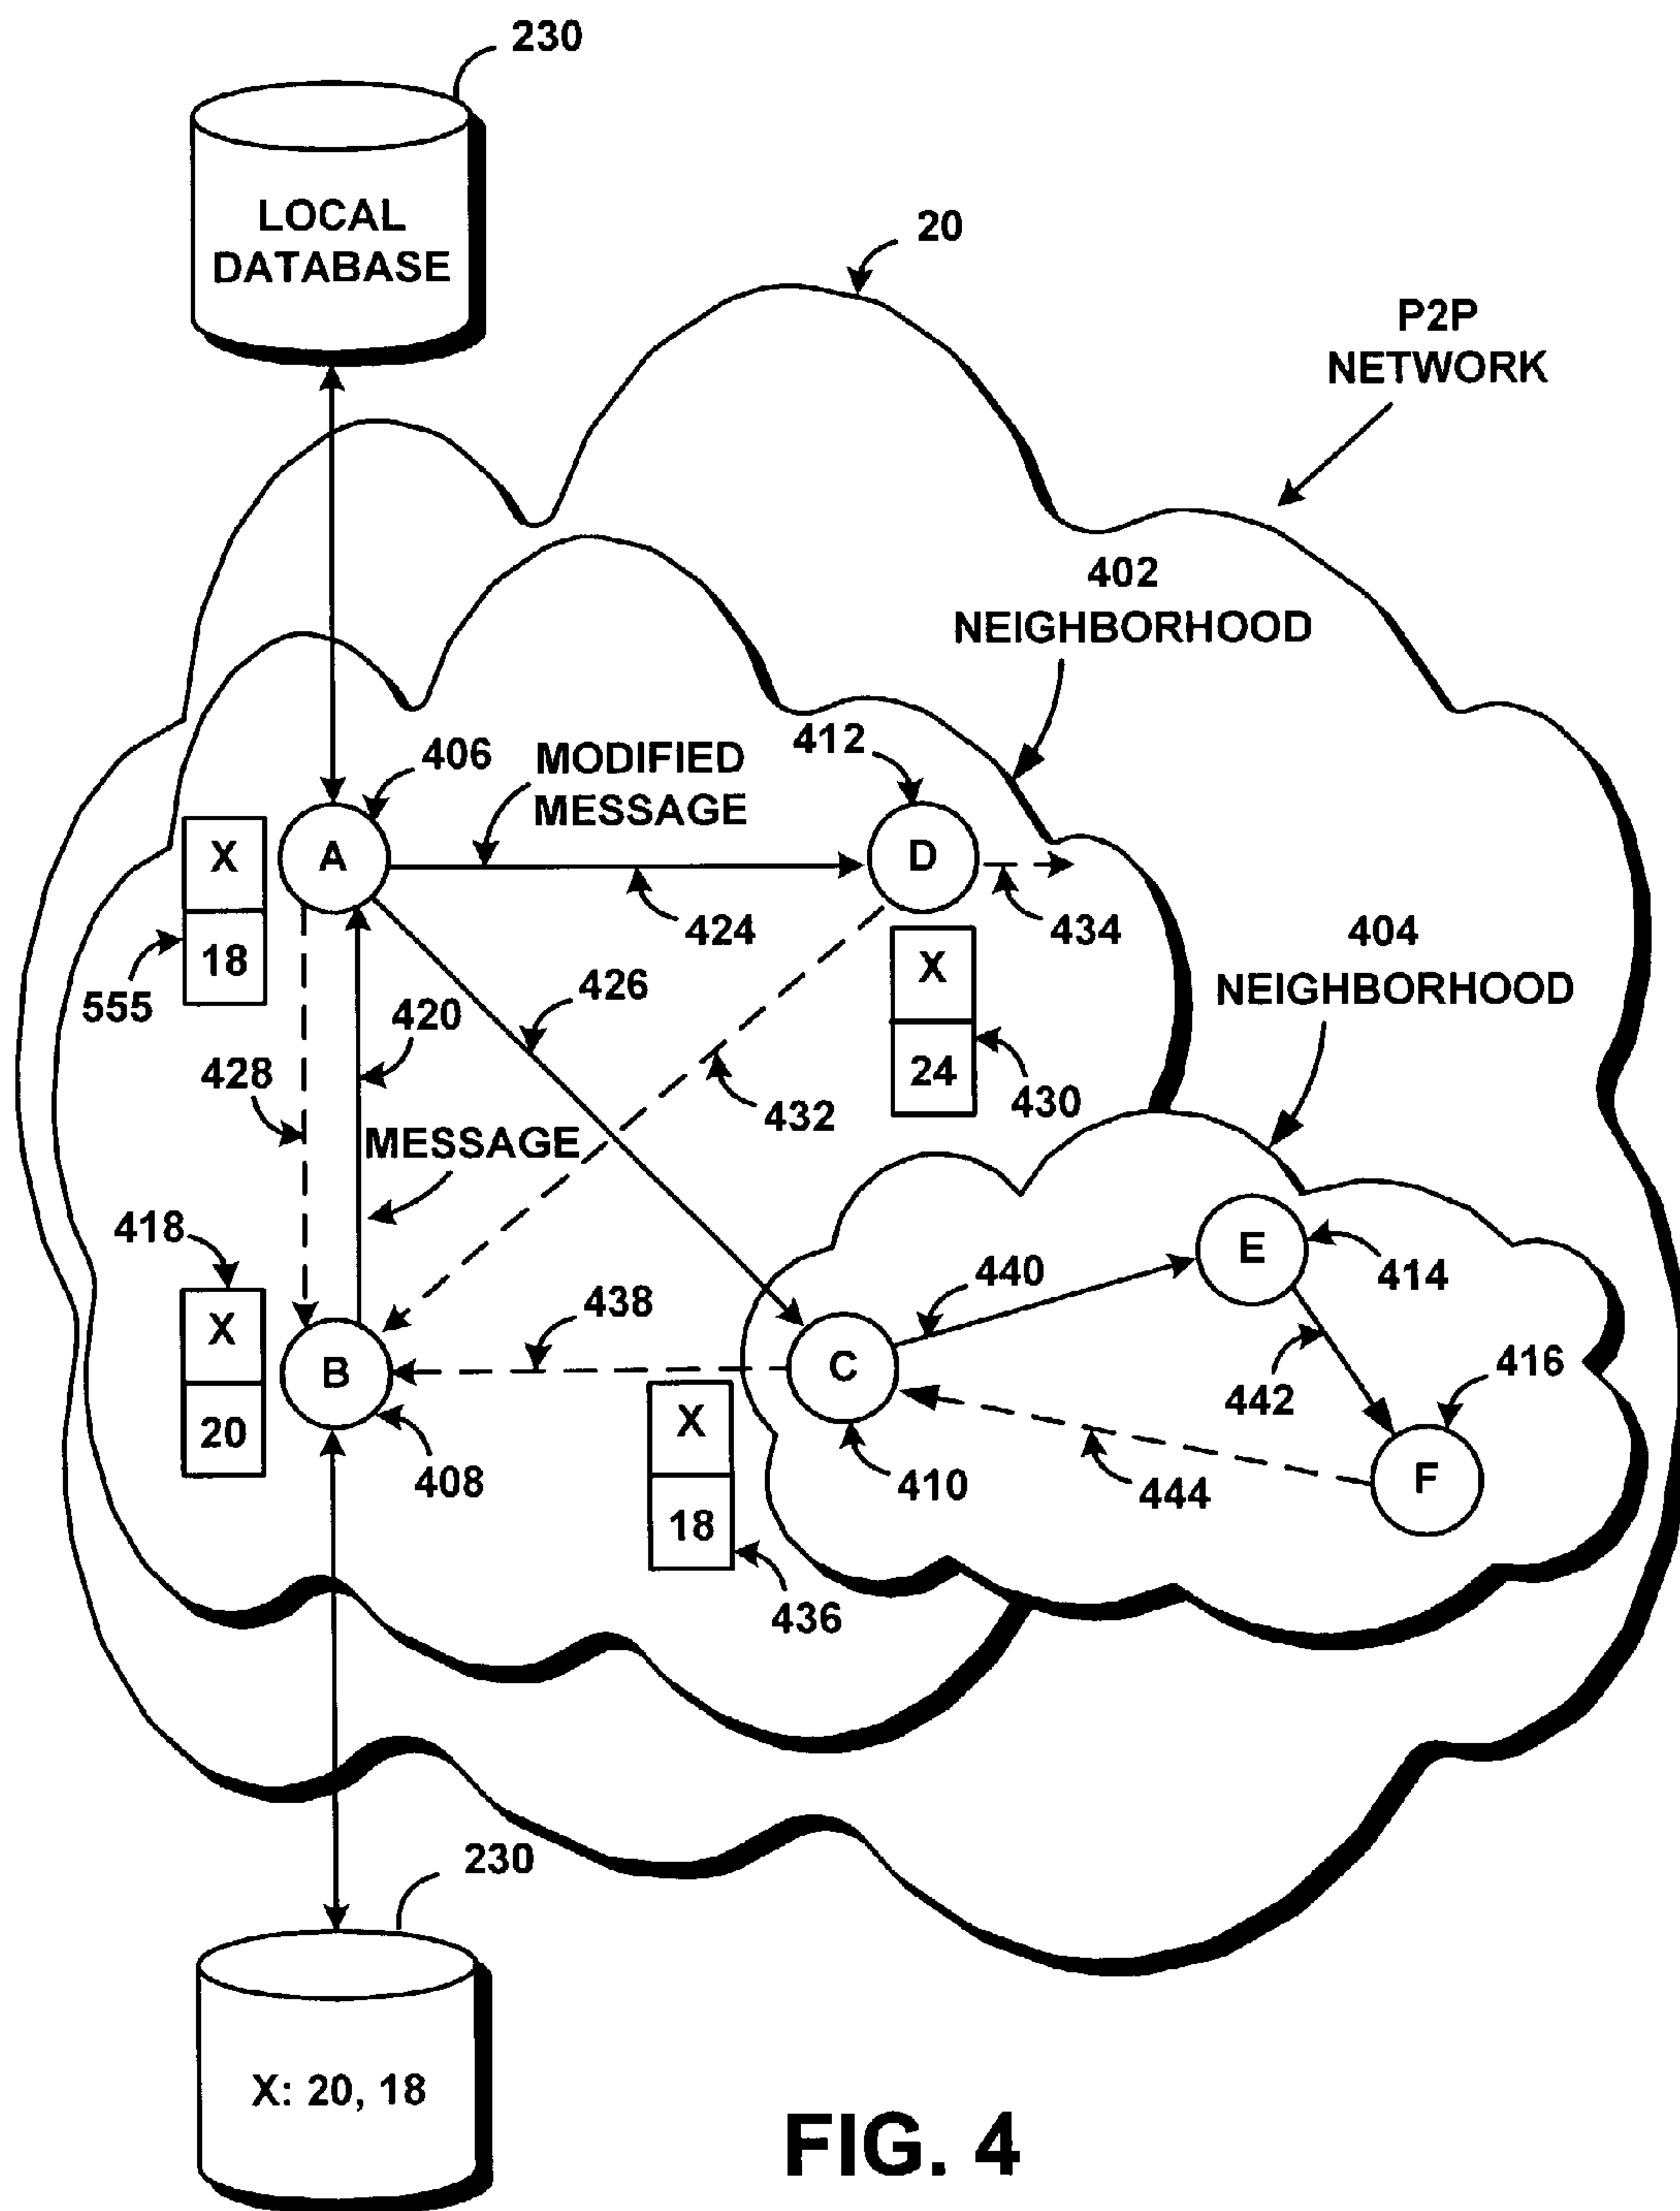 230
LOCAL
DATABASE
20
P2P
NETWORK
402
NEIGHBORHOOD
412
406
MODIFIED
MESSAGE
X
A
D
18
424
434
404
NEIGHBORHOOD
555
426
X
420
24
428
432
430
MESSAGE
418
E
X
440
414
438
B
C
416
X
442
20
408
410
444
F
18
436
230
X: 20, 18
FIG. 4